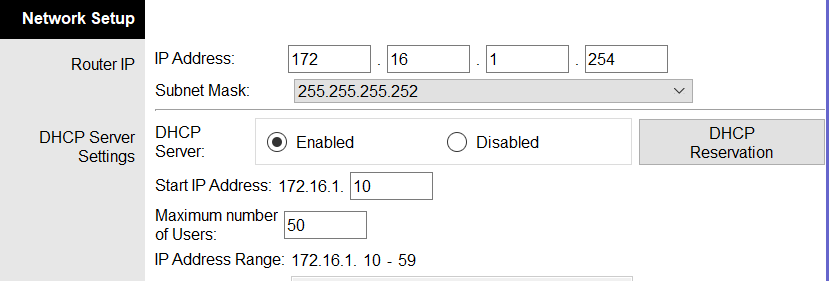 Network Setup
Router IP
IP Address: 172 . 16 . 1 . 254
Subnet Mask: 255.255.255.252
DHCP Server
Settings
DHCP
Server:
Enabled
Disabled
DHCP
Reservation
Start IP Address: 172.16.1. 10
Maximum number
of Users:
50
IP Address Range: 172.16.1. 10 - 59